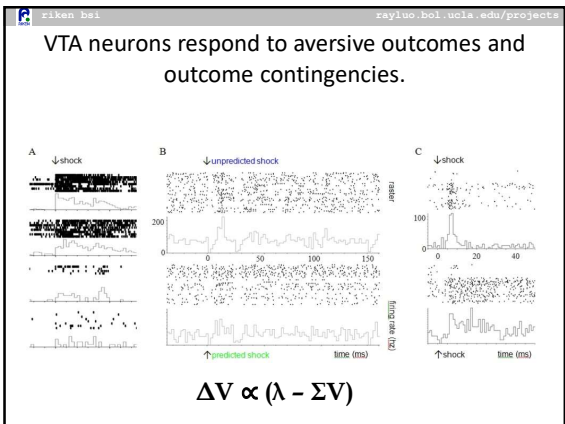 riken bsi rayluo.bol.ucla.edu/projects
RIKEN
VTA neurons respond to aversive outcomes and
outcome contingencies.
A
↓shock
B
↓unpredicted shock
raster
200
0
0 50 100 150
firing rate (hz)
↑predicted shock time (ms)
C
↓shock
100
0
0 20 40
↑shock time (ms)
ΔV ∝ (λ – ΣV)